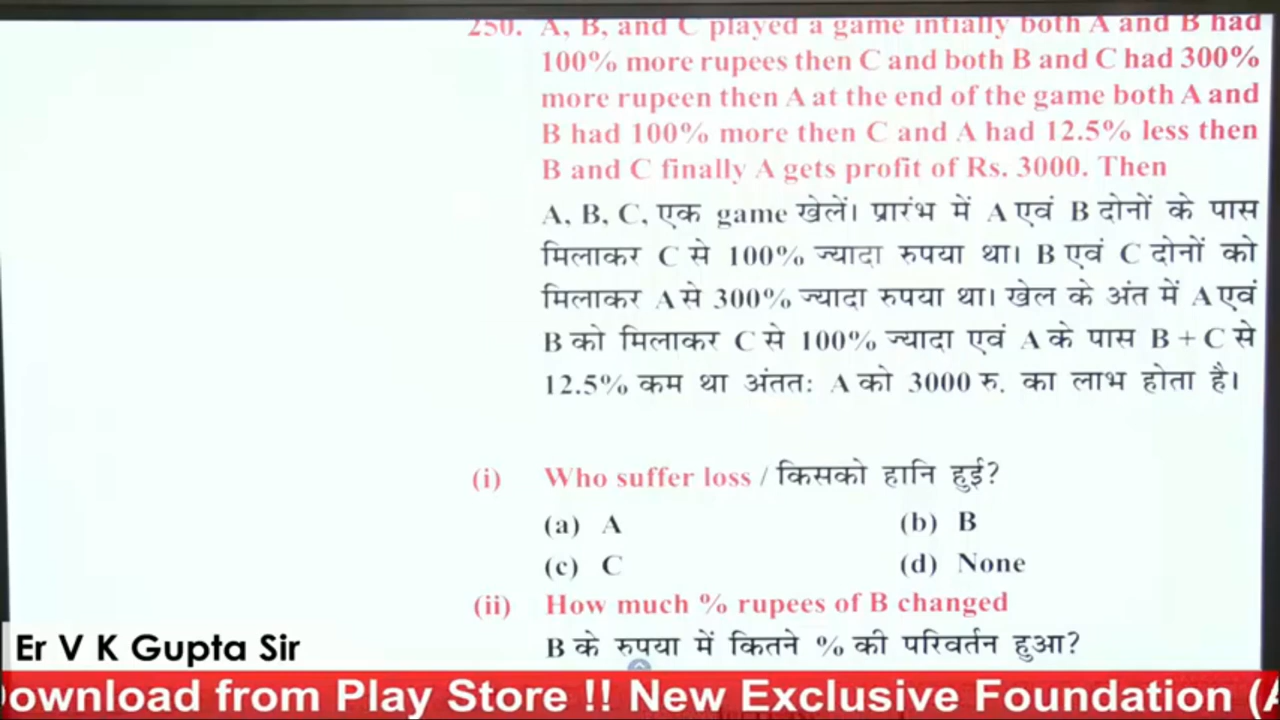 250. A, B, and C played a game intially both A and B had
100% more rupees then C and both B and C had 300%
more rupeen then A at the end of the game both A and
B had 100% more then C and A had 12.5% less then
B and C finally A gets profit of Rs. 3000. Then
A, B, C, एक game खेलें। प्रारंभ में A एवं B दोनों के पास
मिलाकर C से 100% ज्यादा रुपया था। B एवं C दोनों को
मिलाकर A से 300% ज्यादा रुपया था। खेल के अंत में A एवं
B को मिलाकर C से 100% ज्यादा एवं A के पास B + C से
12.5% कम था अंततः A को 3000 रु. का लाभ होता है।
(i) Who suffer loss / किसको हानि हुई?
(a) A (b) B
(c) C (d) None
(ii) How much % rupees of B changed
B के रुपया में कितने % की परिवर्तन हुआ?
Er V K Gupta Sir
ownload from Play Store !! New Exclusive Foundation (